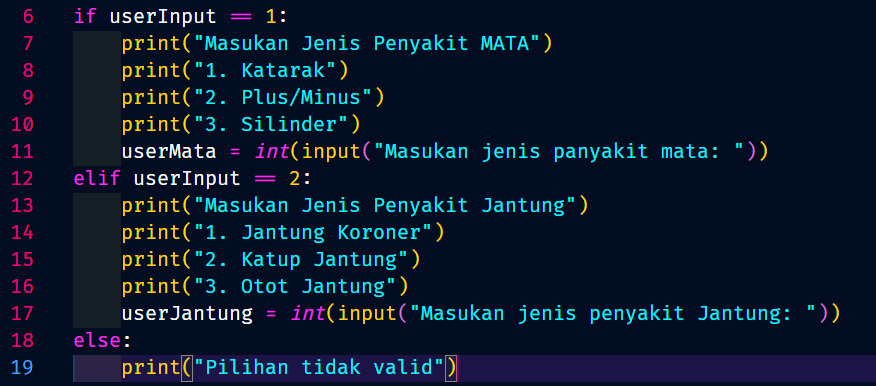 6 if userInput == 1:
7 print("Masukan Jenis Penyakit MATA")
8 print("1. Katarak")
9 print("2. Plus/Minus")
10 print("3. Silinder")
11 userMata = int(input("Masukan jenis panyakit mata: "))
12 elif userInput == 2:
13 print("Masukan Jenis Penyakit Jantung")
14 print("1. Jantung Koroner")
15 print("2. Katup Jantung")
16 print("3. Otot Jantung")
17 userJantung = int(input("Masukan jenis penyakit Jantung: "))
18 else:
19 print("Pilihan tidak valid")